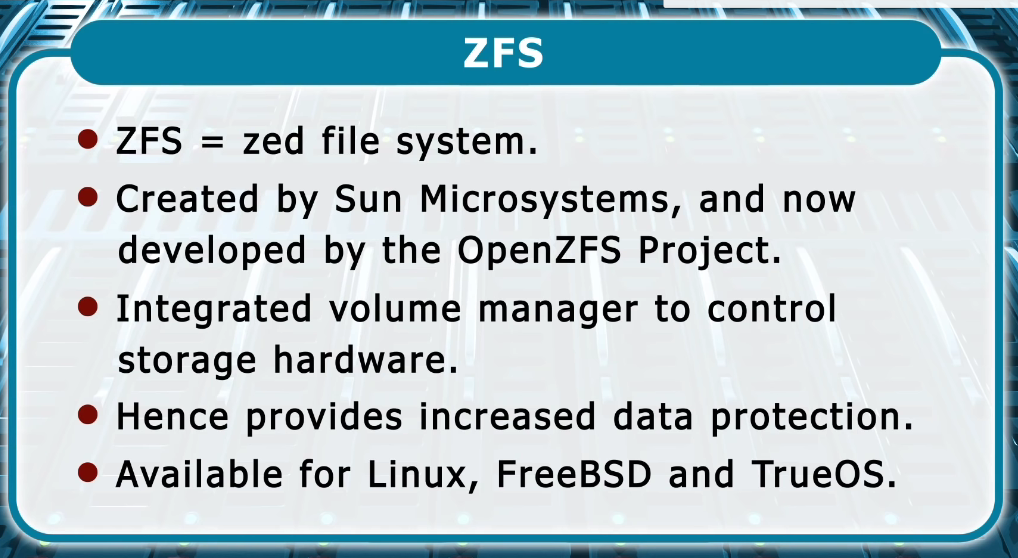 ZFS
● ZFS = zed file system.
● Created by Sun Microsystems, and now
developed by the OpenZFS Project.
● Integrated volume manager to control
storage hardware.
● Hence provides increased data protection.
● Available for Linux, FreeBSD and TrueOS.